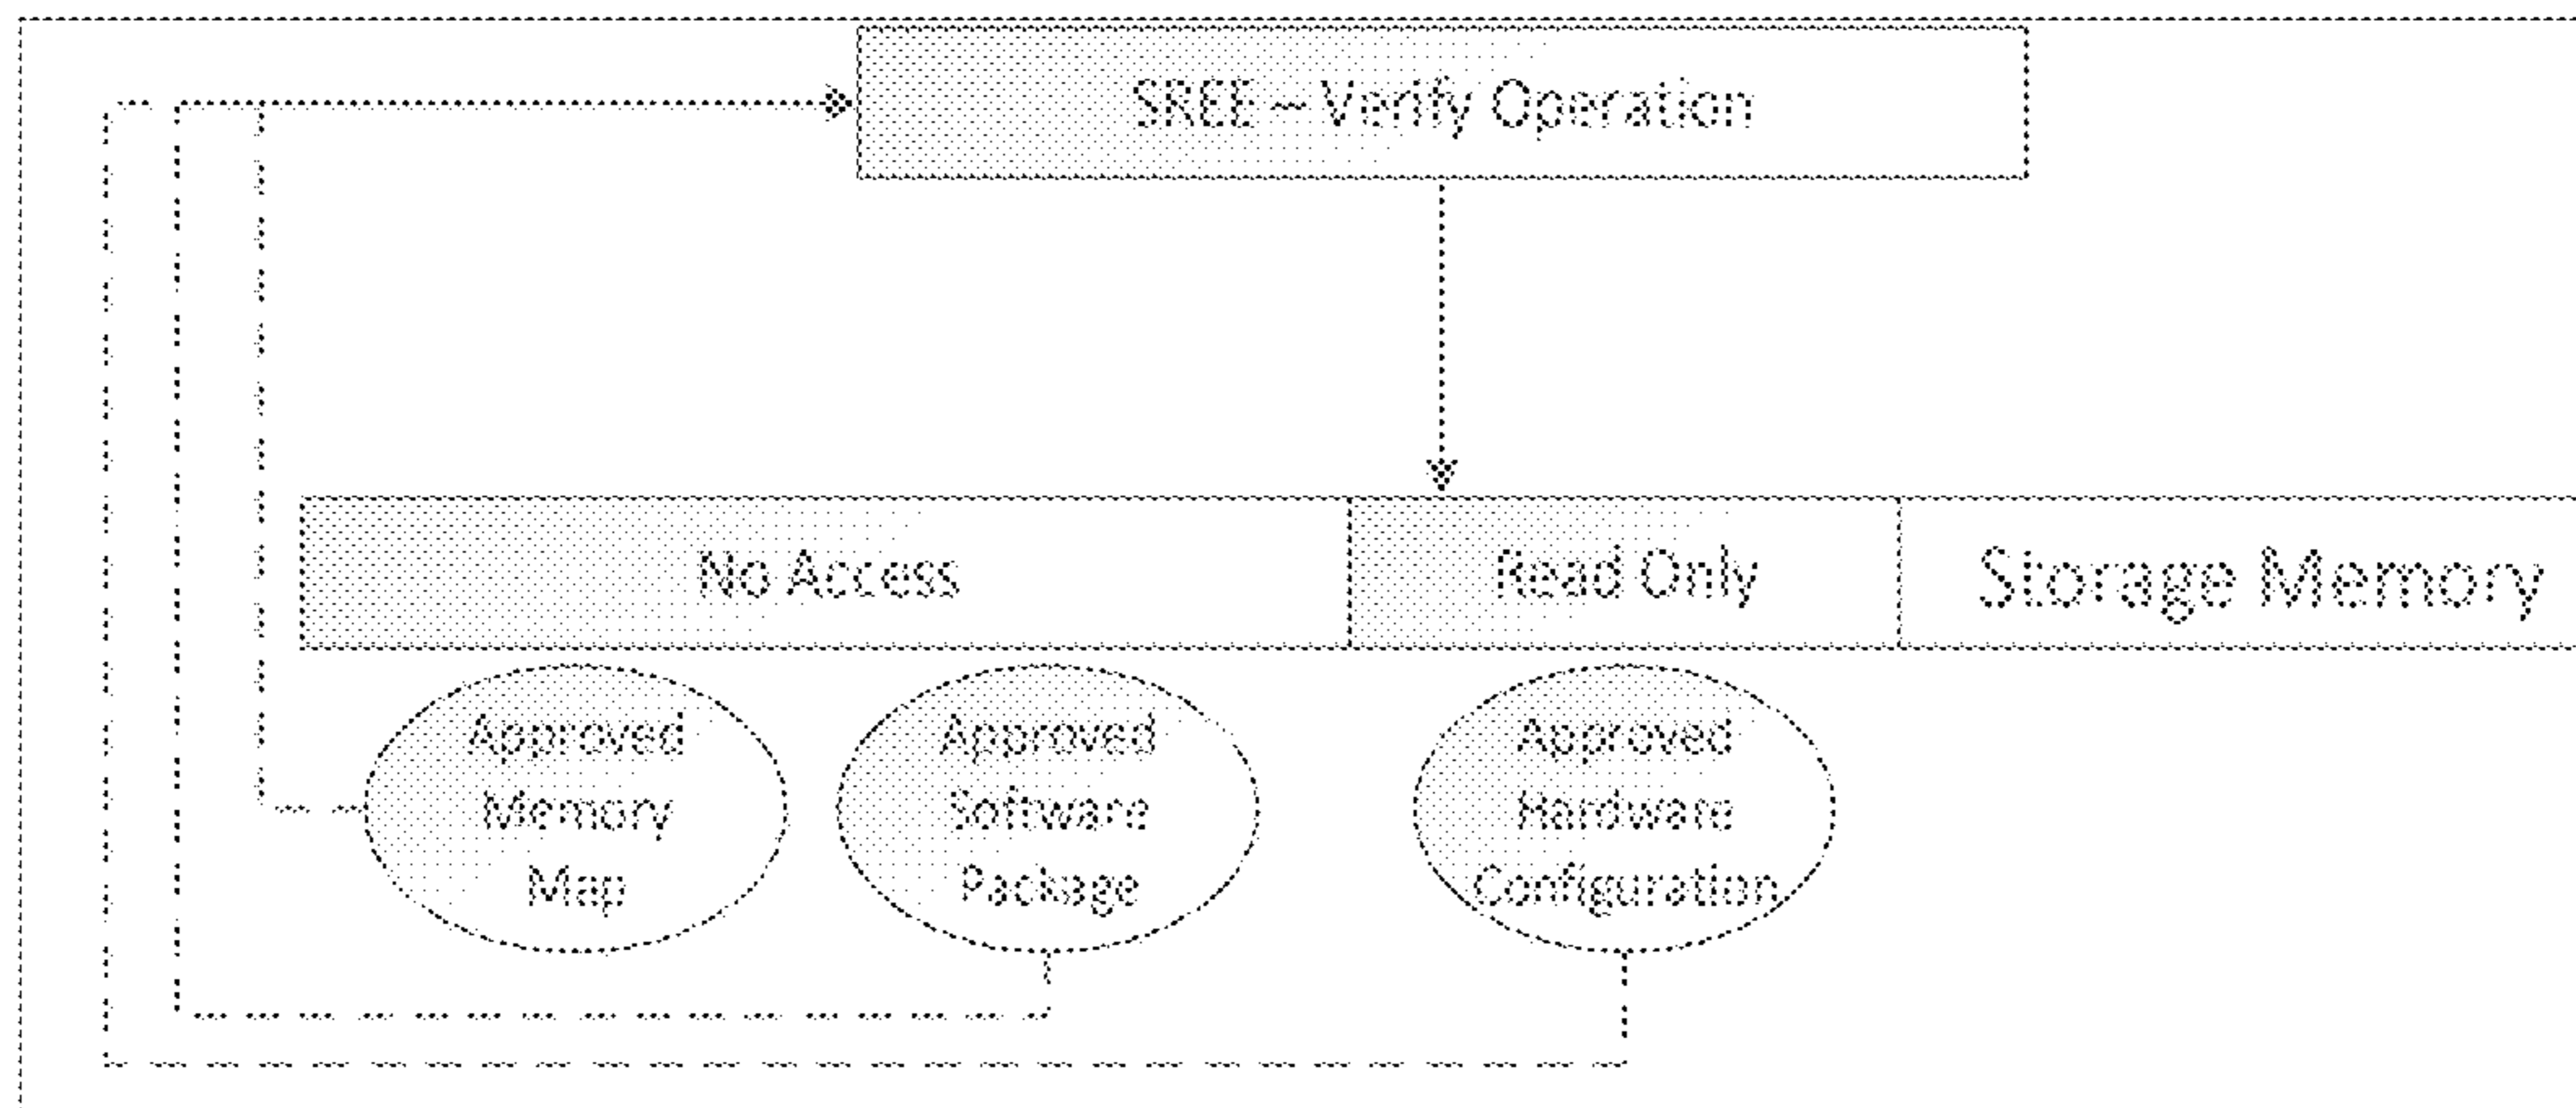 SREE – Verify Operation
No Access
Read Only
Storage Memory
Approved
Memory
Map
Approved
Software
Package
Approved
Hardware
Configuration